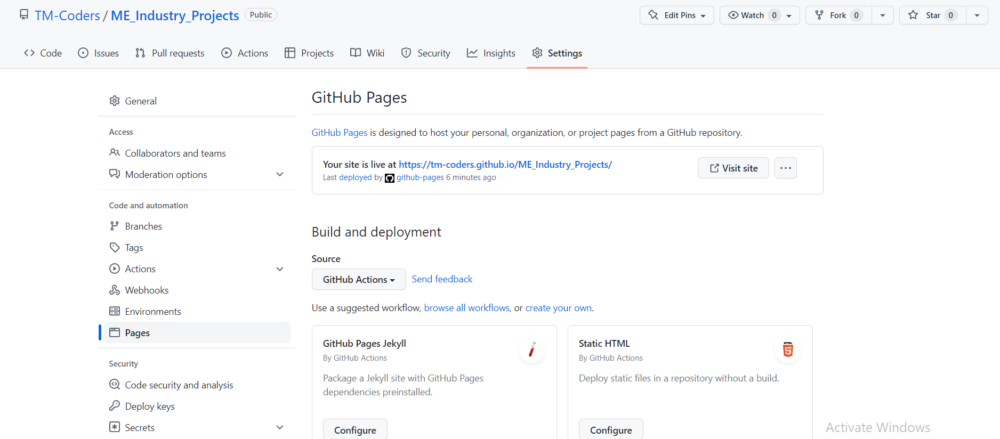 TM-Coders / ME_Industry_Projects Public
Edit Pins Watch 0 Fork 0 Star 0
Code Issues Pull requests Actions Projects Wiki Security Insights Settings
General
Access
Collaborators and teams
Moderation options
Code and automation
Branches
Tags
Actions
Webhooks
Environments
Pages
Security
Code security and analysis
Deploy keys
Secrets
GitHub Pages
GitHub Pages is designed to host your personal, organization, or project pages from a GitHub repository.
Your site is live at https://tm-coders.github.io/ME_Industry_Projects/
Last deployed by github-pages 6 minutes ago
Visit site
Build and deployment
Source
GitHub Actions Send feedback
Use a suggested workflow, browse all workflows, or create your own.
GitHub Pages Jekyll
By GitHub Actions
Package a Jekyll site with GitHub Pages
dependencies preinstalled.
Configure
Static HTML
By GitHub Actions
HTML
5
Deploy static files in a repository without a build.
Configure
Activate Windows